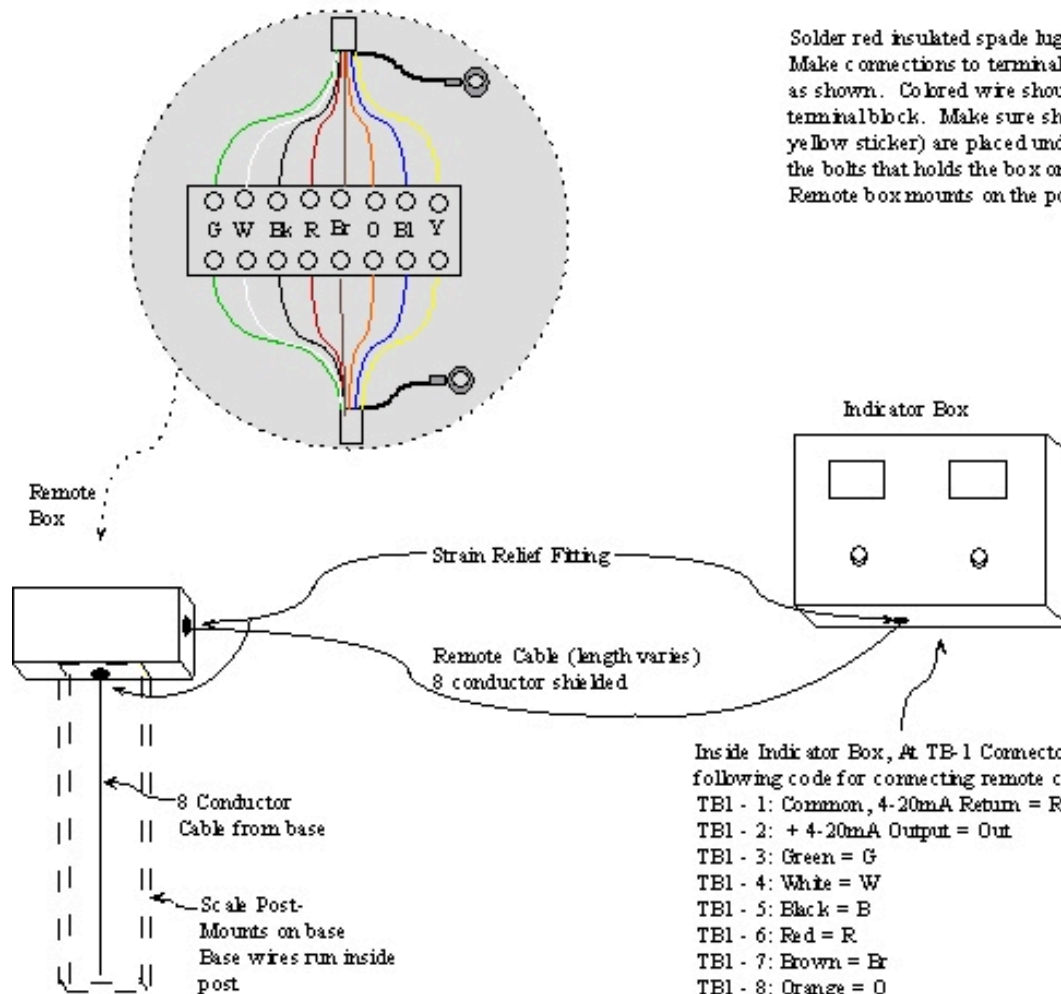 Solder red insulated spade lug
Make connections to terminal
as shown. Colored wire shou
terminal block. Make sure sh
yellow sticker) are placed und
the bolts that holds the box or
Remote box mounts on the po
G W Bk R Br O Bl Y
Indicator Box
Remote
Box
Strain Relief Fitting
Remote Cable (length varies)
8 conductor shielded
8 Conductor
Cable from base
Scale Post-
Mounts on base
Base wires run inside
post
Inside Indicator Box, At TB-1 Connecto
following code for connecting remote c
TB1 - 1: Common, 4-20mA Return = R
TB1 - 2: + 4-20mA Output = Out
TB1 - 3: Green = G
TB1 - 4: White = W
TB1 - 5: Black = B
TB1 - 6: Red = R
TB1 - 7: Brown = Br
TB1 - 8: Orange = O